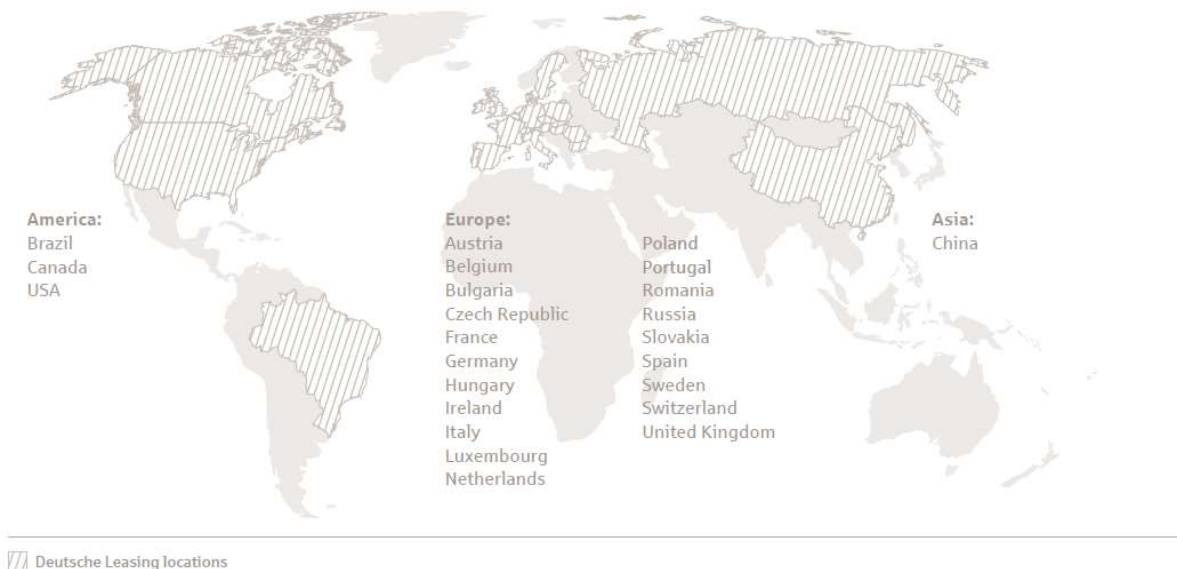 America:
Brazil
Canada
USA
Europe:
Austria
Belgium
Bulgaria
Czech Republic
France
Germany
Hungary
Ireland
Italy
Luxembourg
Netherlands
Poland
Portugal
Romania
Russia
Slovakia
Spain
Sweden
Switzerland
United Kingdom
Asia:
China
Deutsche Leasing locations